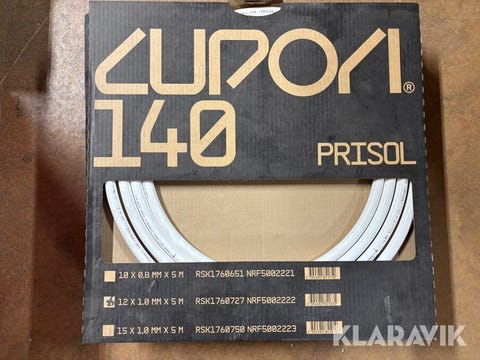 CUPORI®
140
PRISOL
10 X 0.8 MM X 5 M RSK1760651 NRF5002221
12 X 1.0 MM X 5 M RSK1760727 NRF5002222
15 X 1.0 MM X 5 M RSK1760750 NRF5002223
KLARAVIK